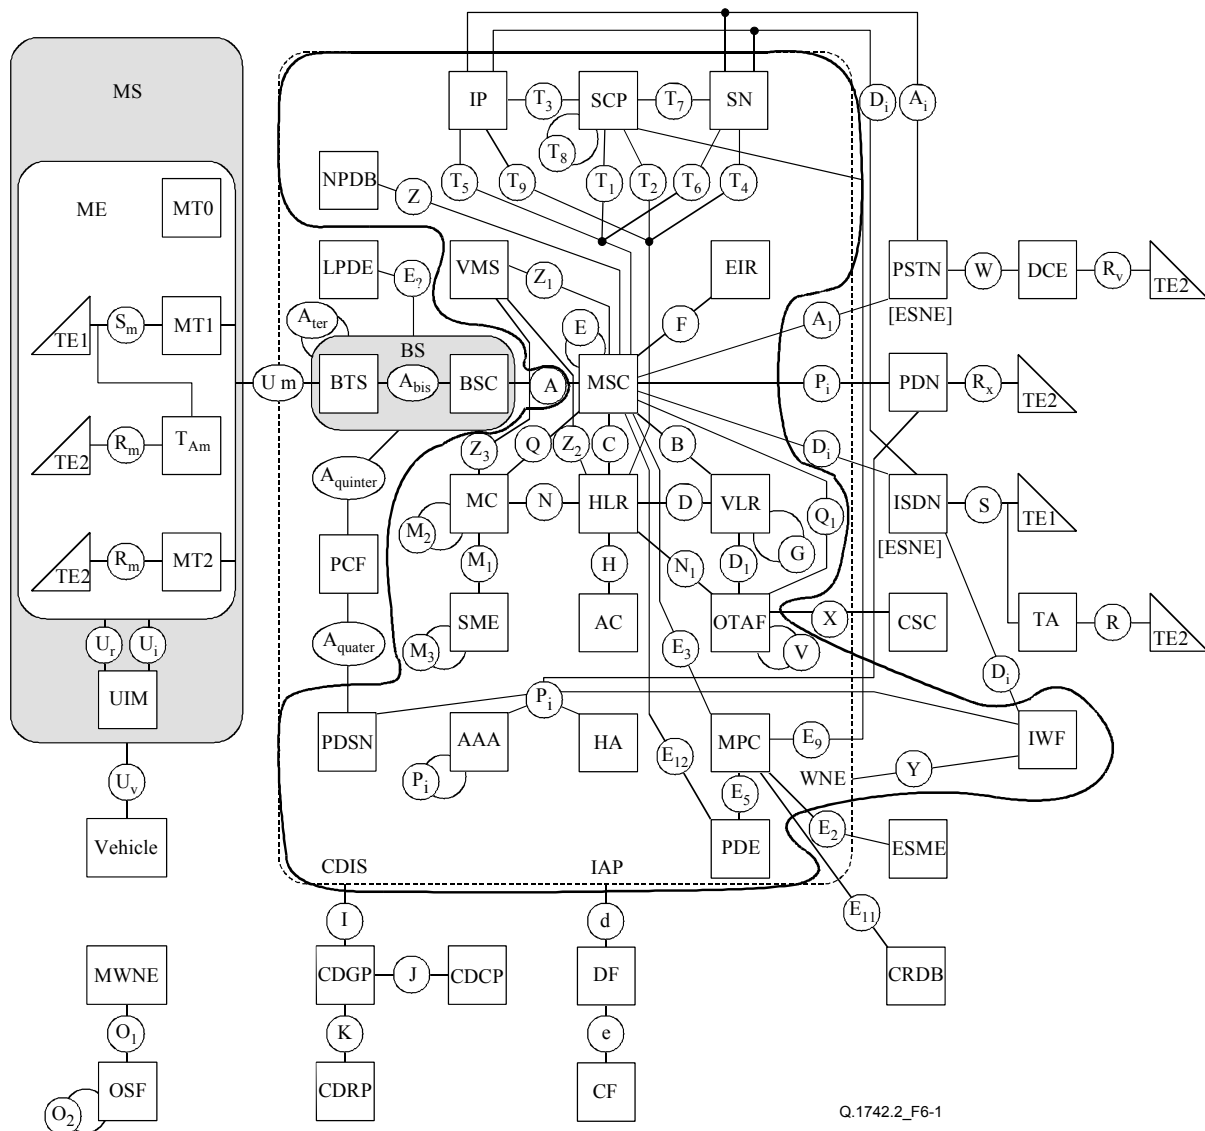 MS
IP
T3
SCP
T7
SN
Di
Ai
T8
NPDB
Z
T5
T9
T1
T2
T6
T4
ME
MT0
LPDE
E?
VMS
Z1
EIR
PSTN
W
DCE
Rv
TE2
[ESNE]
TE1
Sm
MT1
Ater
BS
E
F
A1
Um
BTS
Abis
BSC
A
MSC
Pi
PDN
Rx
TE2
TE2
Rm
TAm
Z3
Q
Z2
C
B
Di
Aquinter
MC
N
HLR
D
VLR
Q1
ISDN
S
TE1
[ESNE]
M2
G
TE2
Rm
MT2
PCF
M1
H
N1
D1
SME
AC
OTAF
X
CSC
TA
R
TE2
Ur
Ui
Aquater
M3
E3
V
UIM
Pi
Di
PDSN
AAA
HA
MPC
E9
IWF
Uv
Pi
E12
WNE
Y
E5
Vehicle
PDE
E2
ESME
CDIS
IAP
I
d
E11
MWNE
CDGP
J
CDCP
DF
CRDB
O1
K
e
OSF
CDRP
CF
O2
Q.1742.2_F6-1